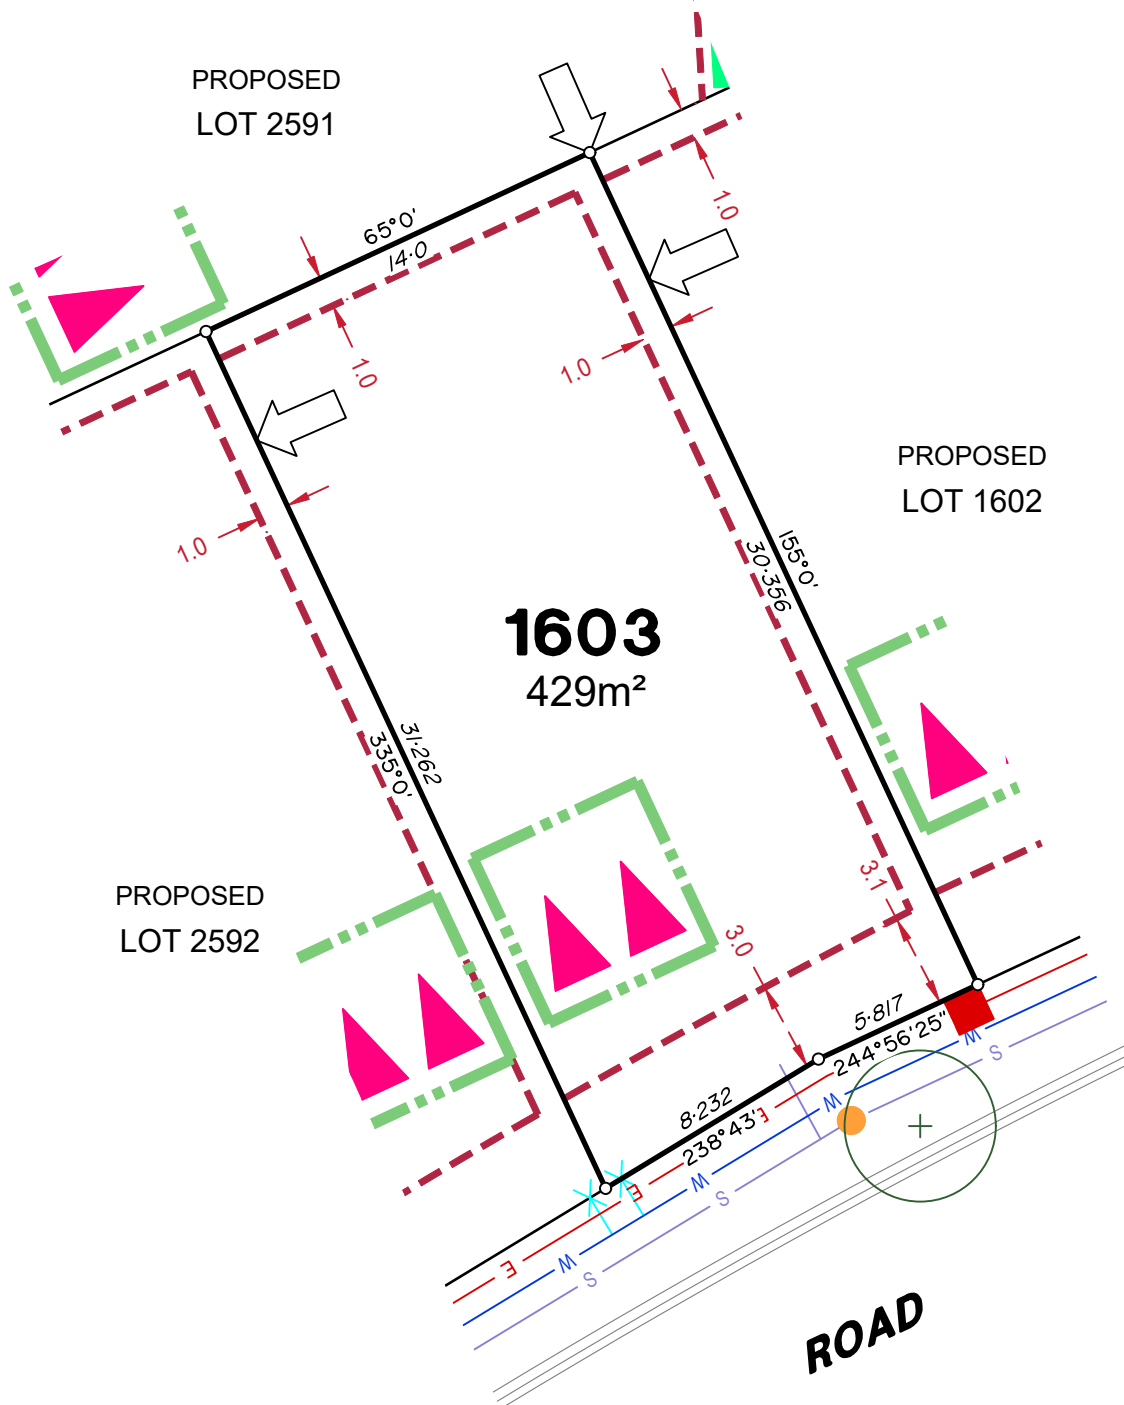 PROPOSED
LOT 2591
65°0'
14·0
1.0
1.0
1.0
1.0
PROPOSED
LOT 1602
155°0'
30·356
1603
429m²
31·262
335°0'
PROPOSED
LOT 2592
3.1
3.0
5·817
244°56'25"
8·232
238°43'
E
W
S
W
E
W
S
E
W
S
ROAD